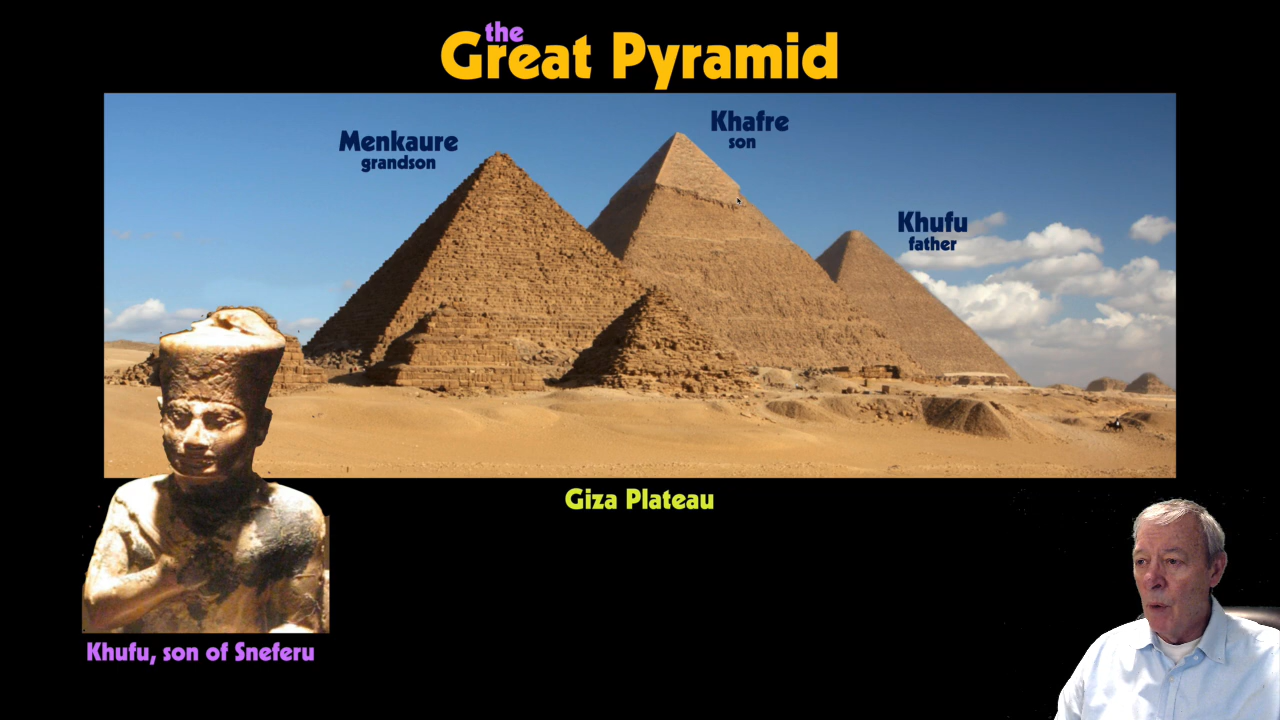 the
Great Pyramid
Menkaure
grandson
Khafre
son
Khufu
father
Giza Plateau
Khufu, son of Sneferu